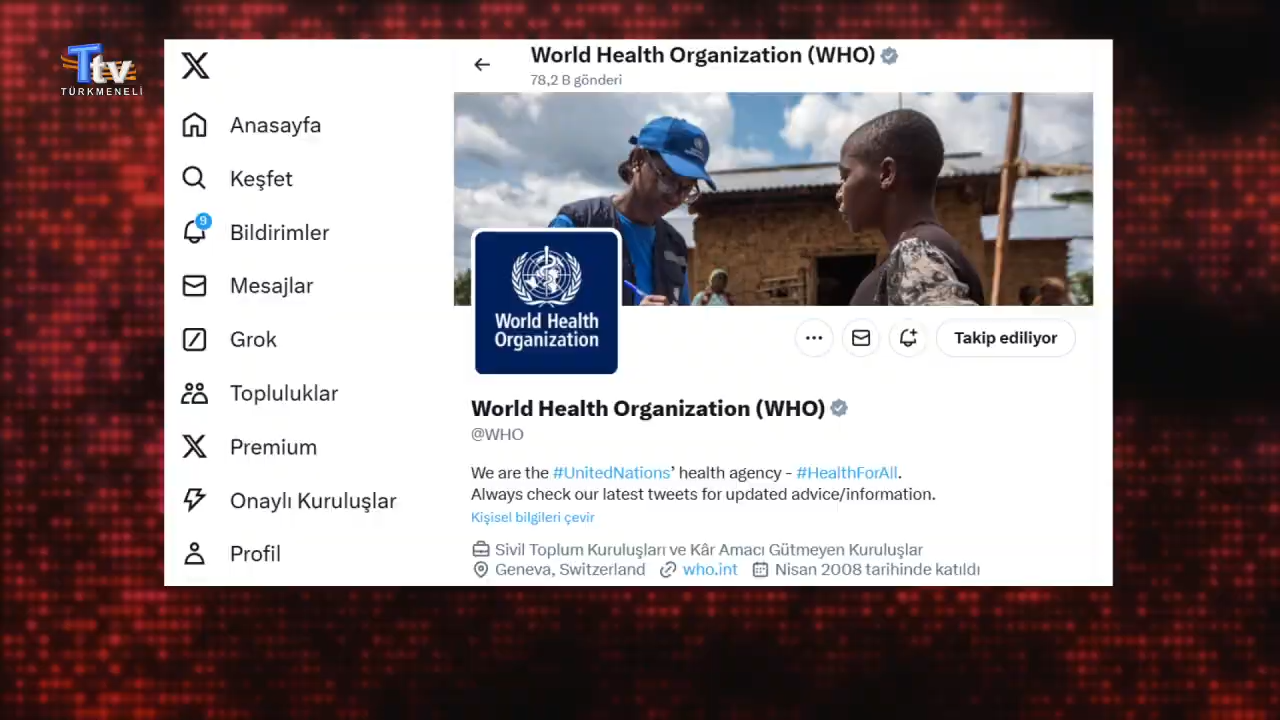 Ttv
TÜRKMENELİ
Anasayfa
Keşfet
9
Bildirimler
Mesajlar
Grok
Topluluklar
Premium
Onaylı Kuruluşlar
Profil
World Health Organization (WHO)
78,2 B gönderi
World Health
Organization
Takip ediliyor
World Health Organization (WHO)
@WHO
We are the #UnitedNations’ health agency - #HealthForAll.
Always check our latest tweets for updated advice/information.
Kişisel bilgileri çevir
Sivil Toplum Kuruluşları ve Kâr Amacı Gütmeyen Kuruluşlar
Geneva, Switzerland who.int Nisan 2008 tarihinde katıldı